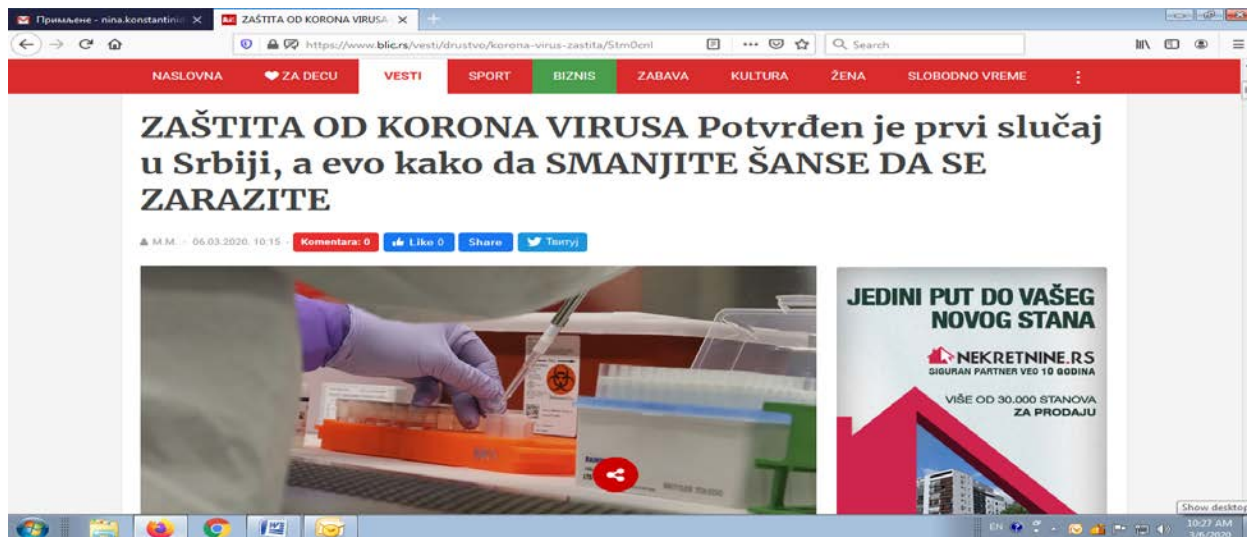 Примљене - nina.konstantini
ZAŠTITA OD KORONA VIRUSA
https://www.blic.rs/vesti/drustvo/korona-virus-zastita/5tm0cnl
Search
NASLOVNA ZA DECU VESTI SPORT BIZNIS ZABAVA KULTURA ŽENA SLOBODNO VREME
ZAŠTITA OD KORONA VIRUSA Potvrđen je prvi slučaj
u Srbiji, a evo kako da SMANJITE ŠANSE DA SE
ZARAZITE
M.M. - 06.03.2020. 10:15 - Komentara: 0 Like 0 Share Твитуј
JEDINI PUT DO VAŠEG
NOVOG STANA
NEKRETNINE.RS
SIGURAN PARTNER VEĆ 10 GODINA
VIŠE OD 30.000 STANOVA
ZA PRODAJU
METTLER TOLEDO
Show desktop
EN
10:27 AM
3/6/2020